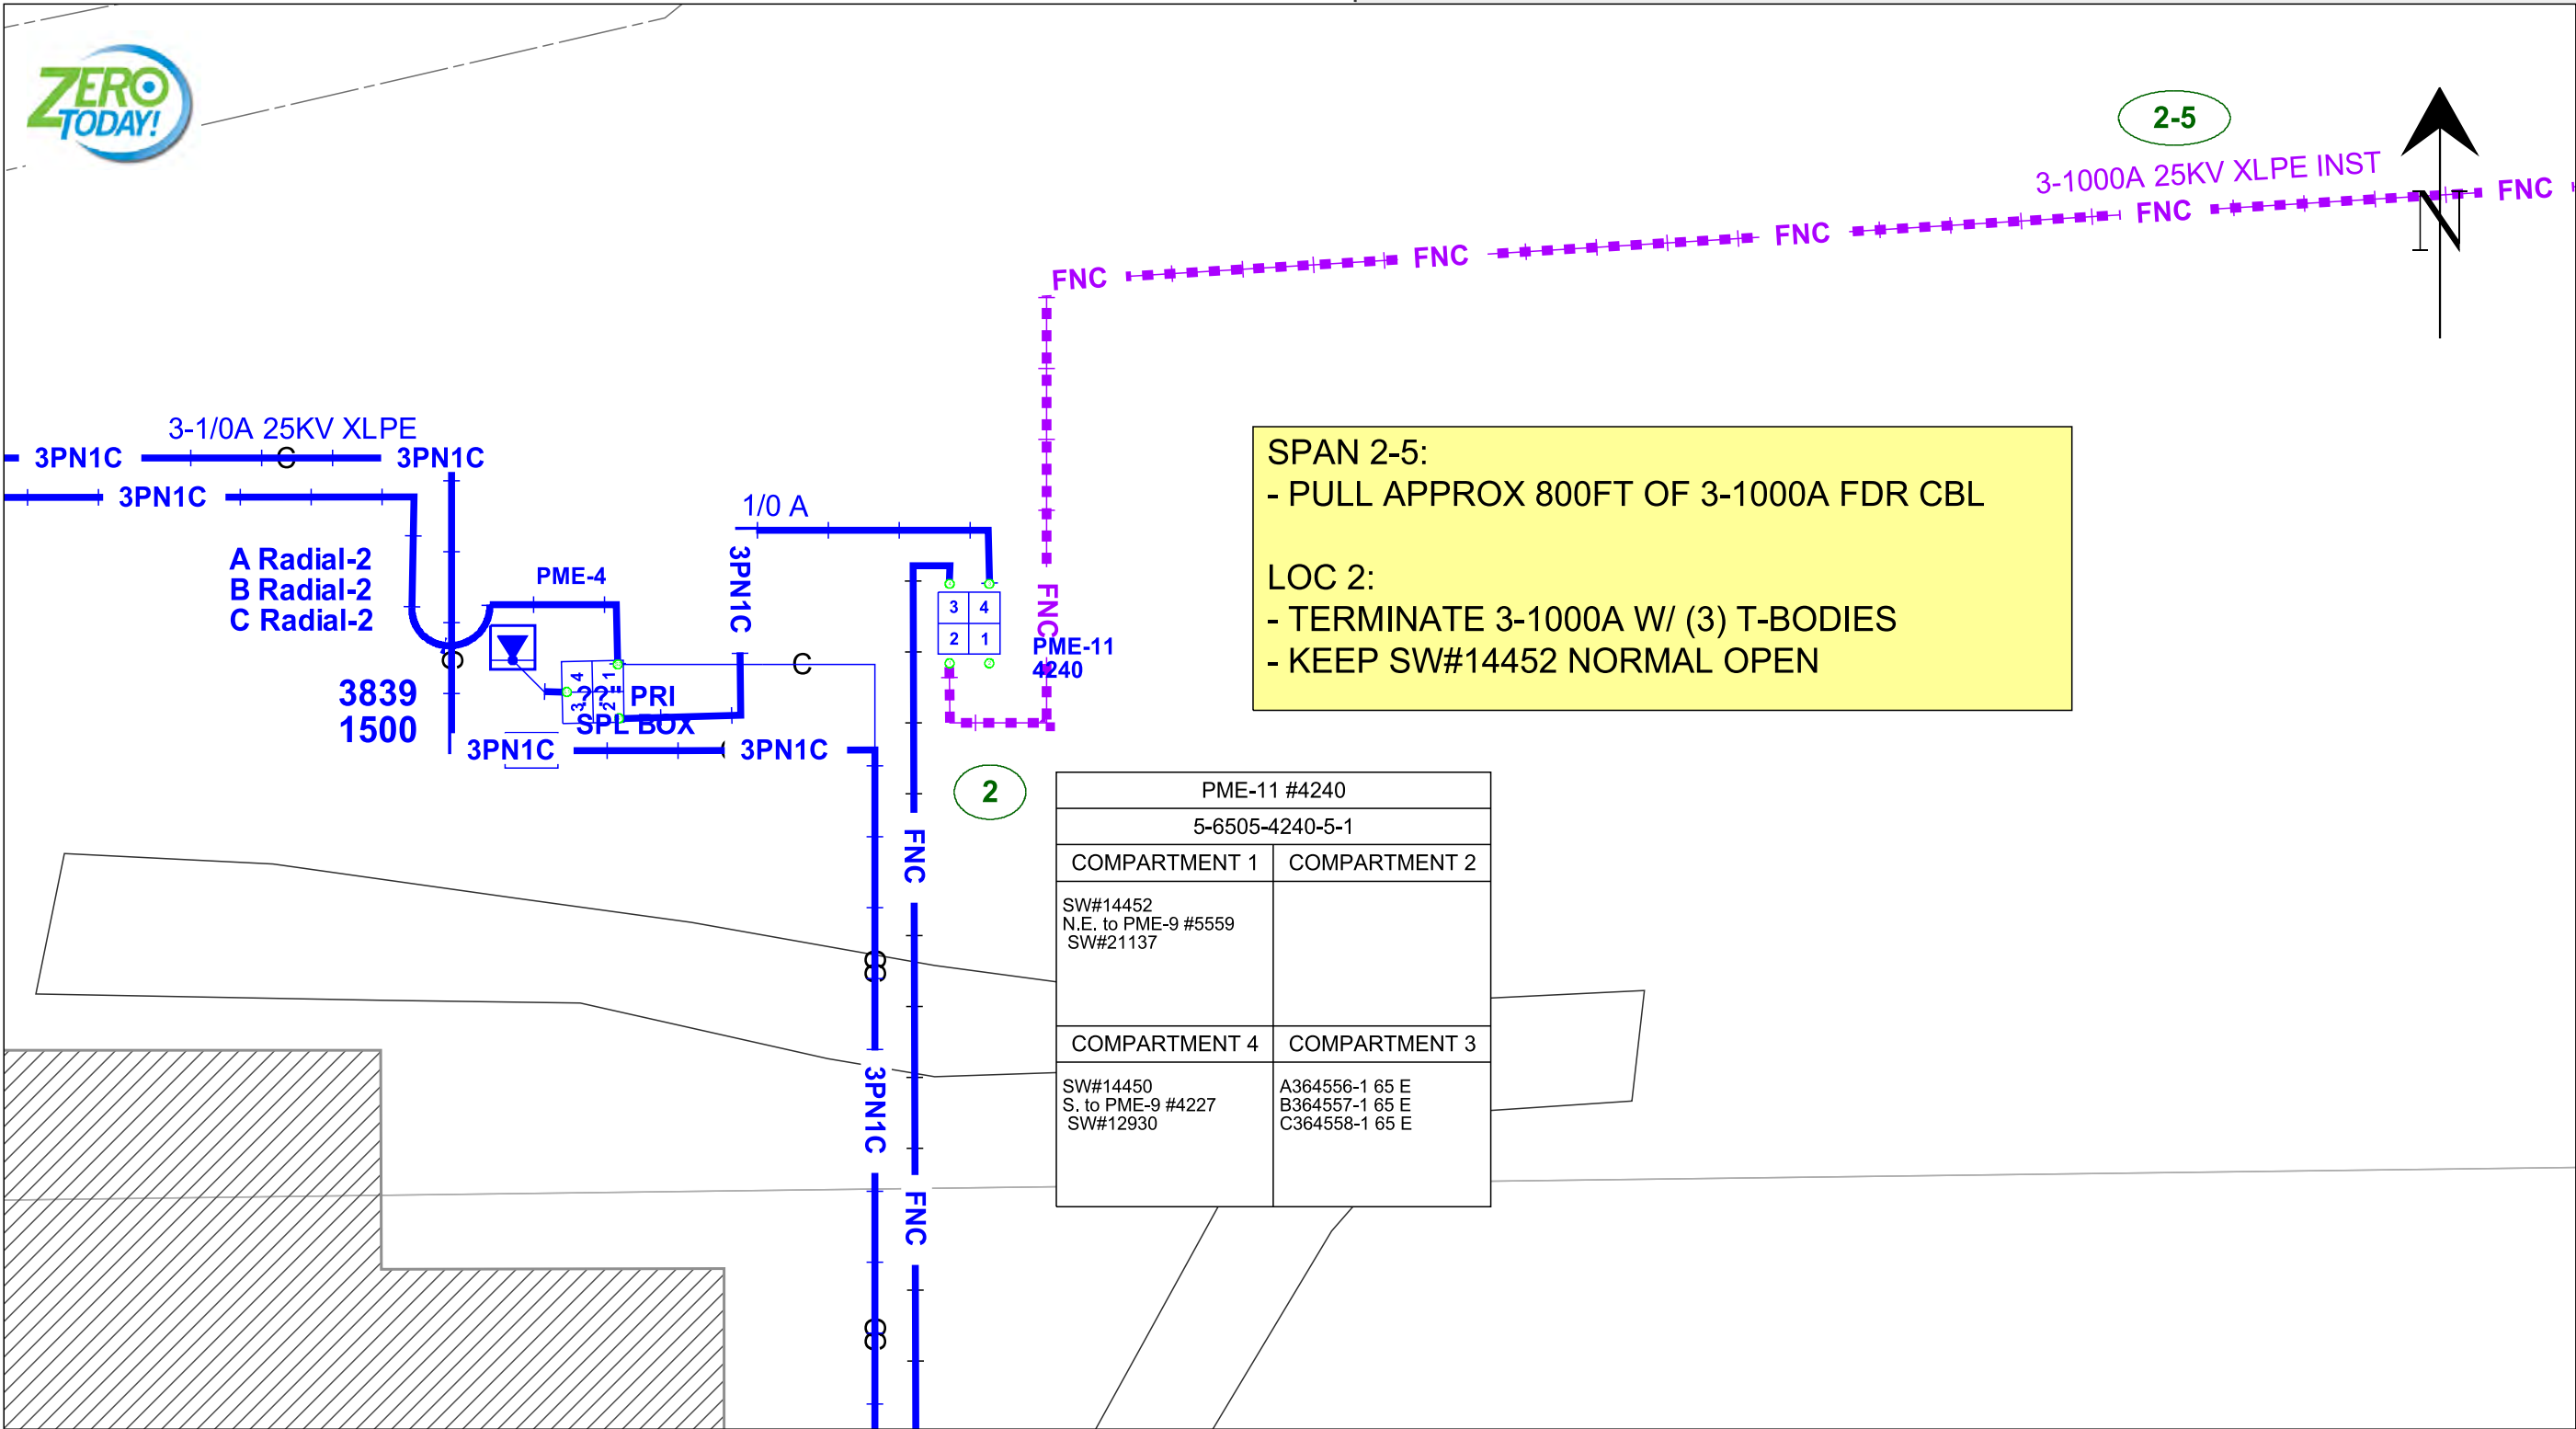 ZERO
TODAY!
2-5
3-1000A 25KV XLPE INST
FNC
FNC
FNC
FNC
FNC
N
3-1/0A 25KV XLPE
3PN1C
C
3PN1C
3PN1C
1/0 A
A Radial-2
B Radial-2
C Radial-2
PME-4
3PN1C
FNC
3 4
2 1
PME-11
4240
C
C
3839
1500
4 1
3 2
??" PRI
SPL BOX
3PN1C
3PN1C
SPAN 2-5:
- PULL APPROX 800FT OF 3-1000A FDR CBL
LOC 2:
- TERMINATE 3-1000A W/ (3) T-BODIES
- KEEP SW#14452 NORMAL OPEN
2
FNC
3PN1C
FNC
PME-11 #4240
5-6505-4240-5-1
COMPARTMENT 1 COMPARTMENT 2
SW#14452
N.E. to PME-9 #5559
SW#21137
COMPARTMENT 4 COMPARTMENT 3
SW#14450
S. to PME-9 #4227
SW#12930
A364556-1 65 E
B364557-1 65 E
C364558-1 65 E